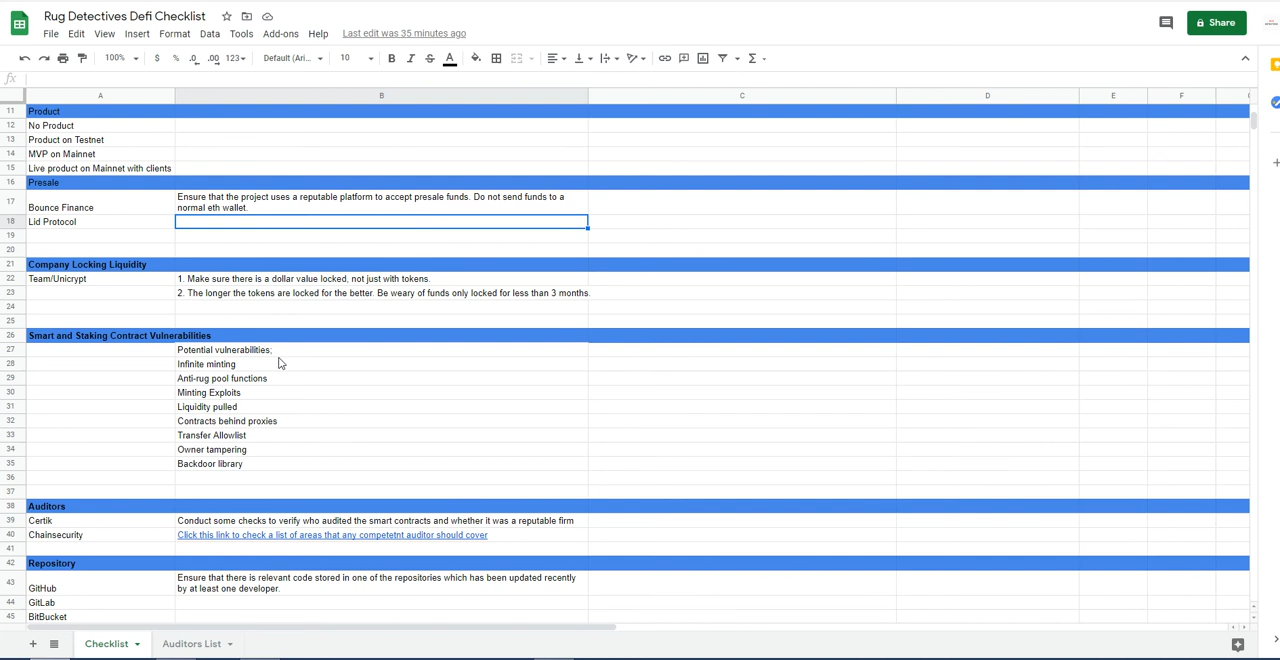 Rug Detectives Defi Checklist
File Edit View Insert Format Data Tools Add-ons Help Last edit was 35 minutes ago
Share
100% $ % .0 .00 123 Default (Ari... 10 B I S A Σ
fx
A B C D E F
11 Product
12 No Product
13 Product on Testnet
14 MVP on Mainnet
15 Live product on Mainnet with clients
16 Presale
Ensure that the project uses a reputable platform to accept presale funds. Do not send funds to a
17 Bounce Finance normal eth wallet.
18 Lid Protocol
19
20
21 Company Locking Liquidity
22 Team/Unicrypt 1. Make sure there is a dollar value locked, not just with tokens.
23 2. The longer the tokens are locked for the better. Be weary of funds only locked for less than 3 months.
24
25
26 Smart and Staking Contract Vulnerabilities
27 Potential vulnerabilities;
28 Infinite minting
29 Anti-rug pool functions
30 Minting Exploits
31 Liquidity pulled
32 Contracts behind proxies
33 Transfer Allowlist
34 Owner tampering
35 Backdoor library
36
37
38 Auditors
39 Certik Conduct some checks to verify who audited the smart contracts and whether it was a reputable firm
40 Chainsecurity Click this link to check a list of areas that any competetnt auditor should cover
41
42 Repository
Ensure that there is relevant code stored in one of the repositories which has been updated recently
43 GitHub by at least one developer.
44 GitLab
45 BitBucket
Checklist Auditors List